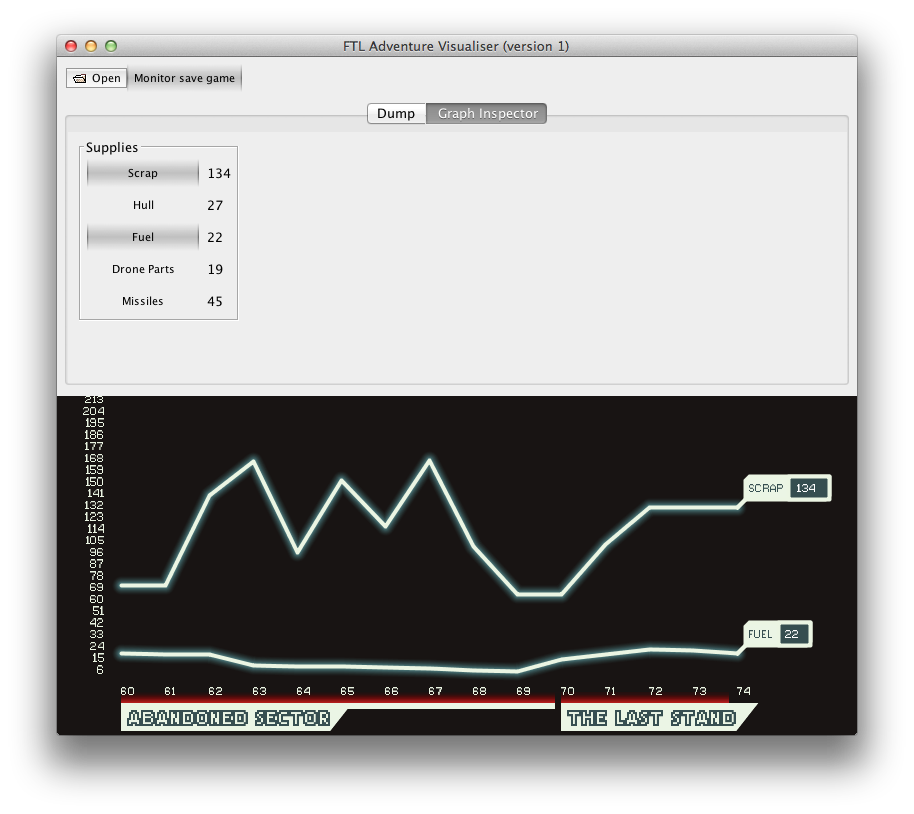 FTL Adventure Visualiser (version 1)
Open Monitor save game
Dump Graph Inspector
Supplies
Scrap 134
Hull 27
Fuel 22
Drone Parts 19
Missiles 45
213
204
195
186
177
168
159
150
141
132
123
114
105
96
87
78
69
60
51
42
33
24
15
6
SCRAP 134
FUEL 22
60 61 62 63 64 65 66 67 68 69 70 71 72 73 74
ABANDONED SECTOR THE LAST STAND